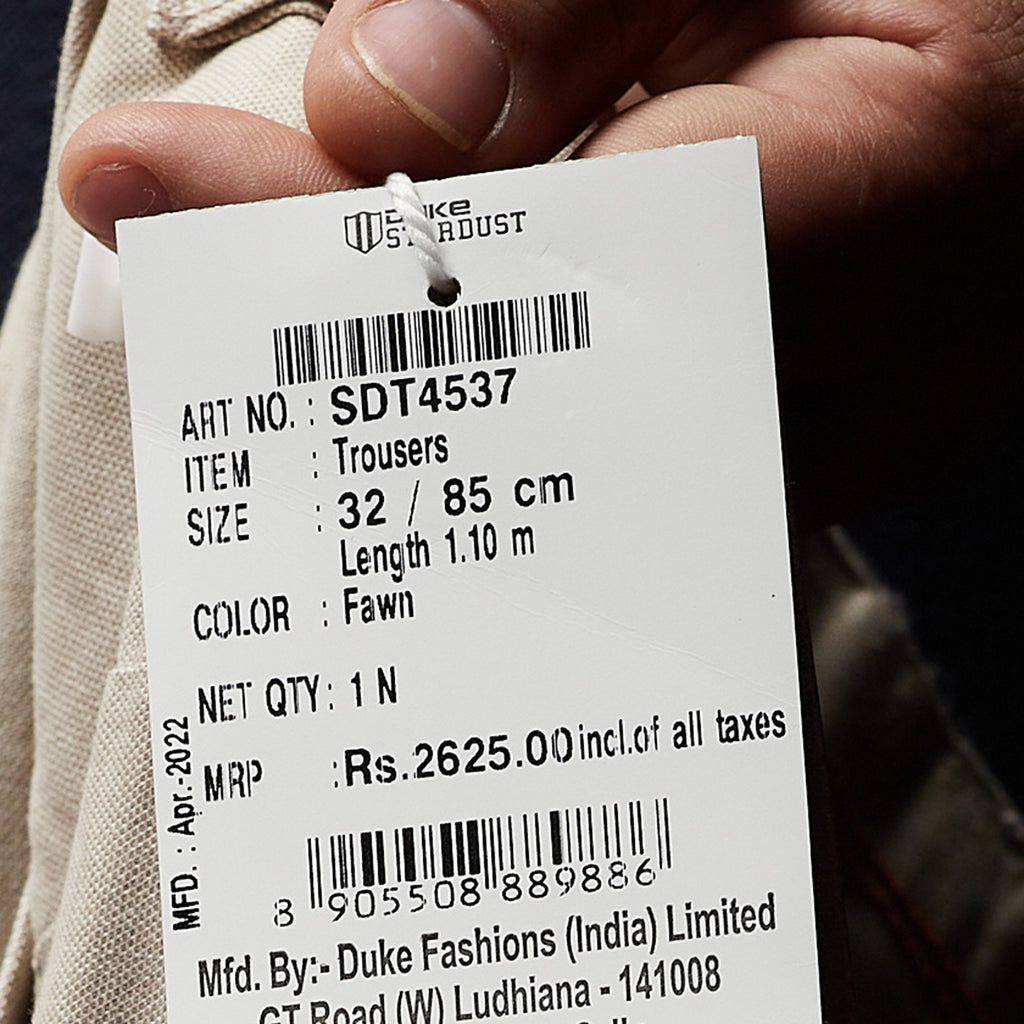 DUKE
STARDUST
ART NO. : SDT4537
ITEM : Trousers
SIZE : 32 / 85 cm
Length 1.10 m
COLOR : Fawn
NET QTY : 1 N
MRP : Rs.2625.00 incl.of all taxes
MFD. : Apr.-2022
8 905508 889886
Mfd. By:- Duke Fashions (India) Limited
GT Road (W) Ludhiana - 141008